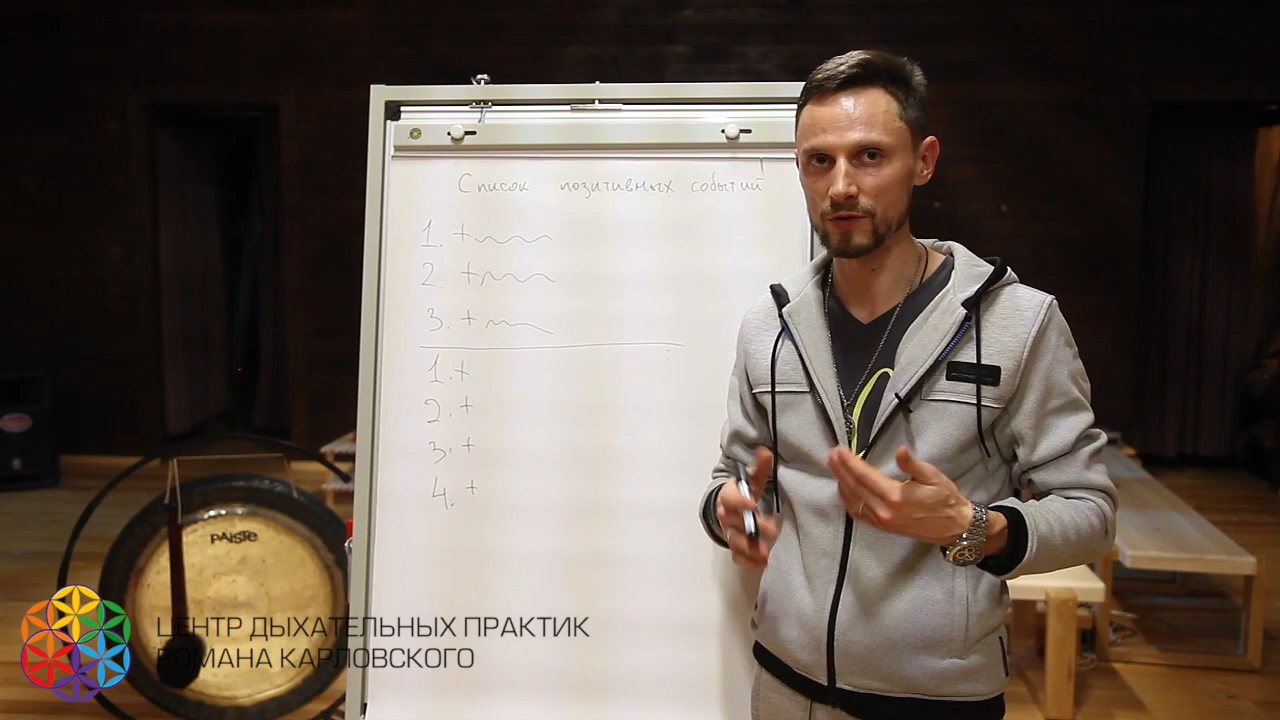 Список позитивных событий
1. +
2. +
3. +
1. +
2. +
3. +
4. +
PAISTE
ЦЕНТР ДЫХАТЕЛЬНЫХ ПРАКТИК
РОМАНА КАРЛОВСКОГО